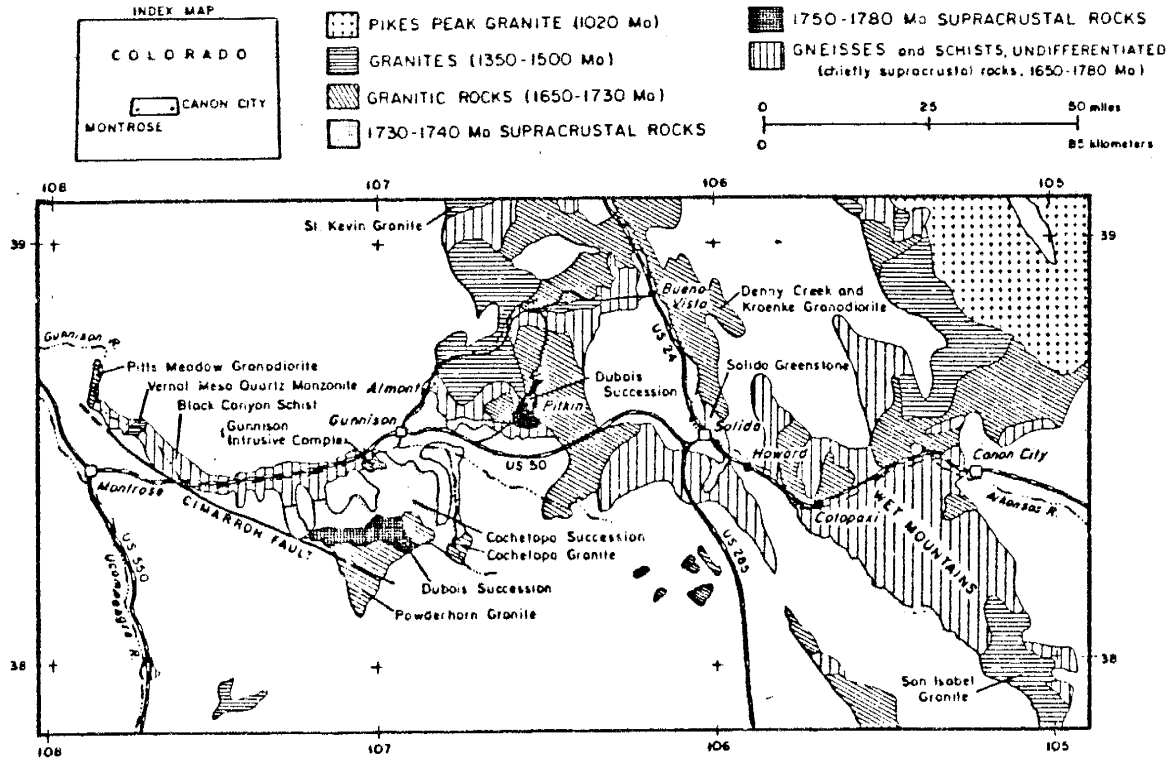 INDEX MAP
COLORADO
CANON CITY
MONTROSE
PIKES PEAK GRANITE (1020 Ma)
GRANITES (1350-1500 Ma)
GRANITIC ROCKS (1650-1730 Ma)
1730-1740 Ma SUPRACRUSTAL ROCKS
1750-1780 Ma SUPRACRUSTAL ROCKS
GNEISSES and SCHISTS, UNDIFFERENTIATED
(chiefly supracrustal rocks, 1650-1780 Ma)
0 25 50 miles
0 85 kilometers
108 107 106 105
39 39
St. Kevin Granite
Buena
Vista
Denny Creek and
Kroenke Granodiorite
Gunnison R.
US 24
Pitts Meadow Granodiorite
Vernal Mesa Quartz Monzonite
Black Canyon Schist
Almont
Gunnison
Gunnison
Intrusive Complex
Dubois
Succession
Pitkin
Salida Greenstone
Salida
Howard
Canon City
US 50
Montrose
CIMARRON FAULT
Cotopaxi
Arkansas R.
WET MOUNTAINS
US 550
Uncompahgre R.
Cochetopa Succession
Cochetopa Granite
US 285
Dubois Succession
Powderhorn Granite
38 38
San Isabel
Granite
108 107 106 105